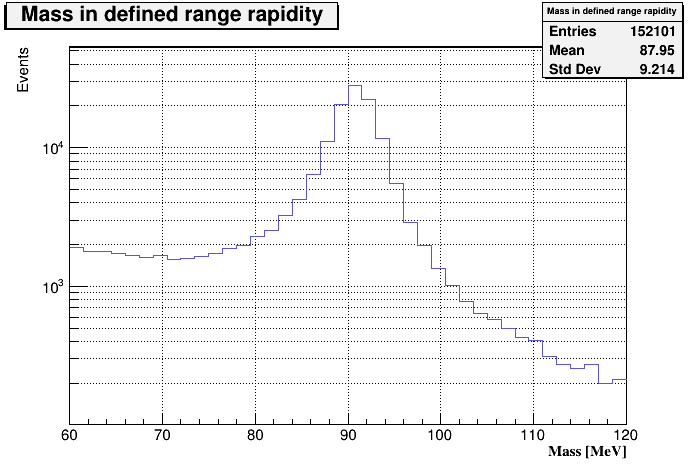 Mass in defined range rapidity
Mass in defined range rapidity
Entries 152101
Mean 87.95
Std Dev 9.214
Events
10^4
10^3
60 70 80 90 100 110 120
Mass [MeV]